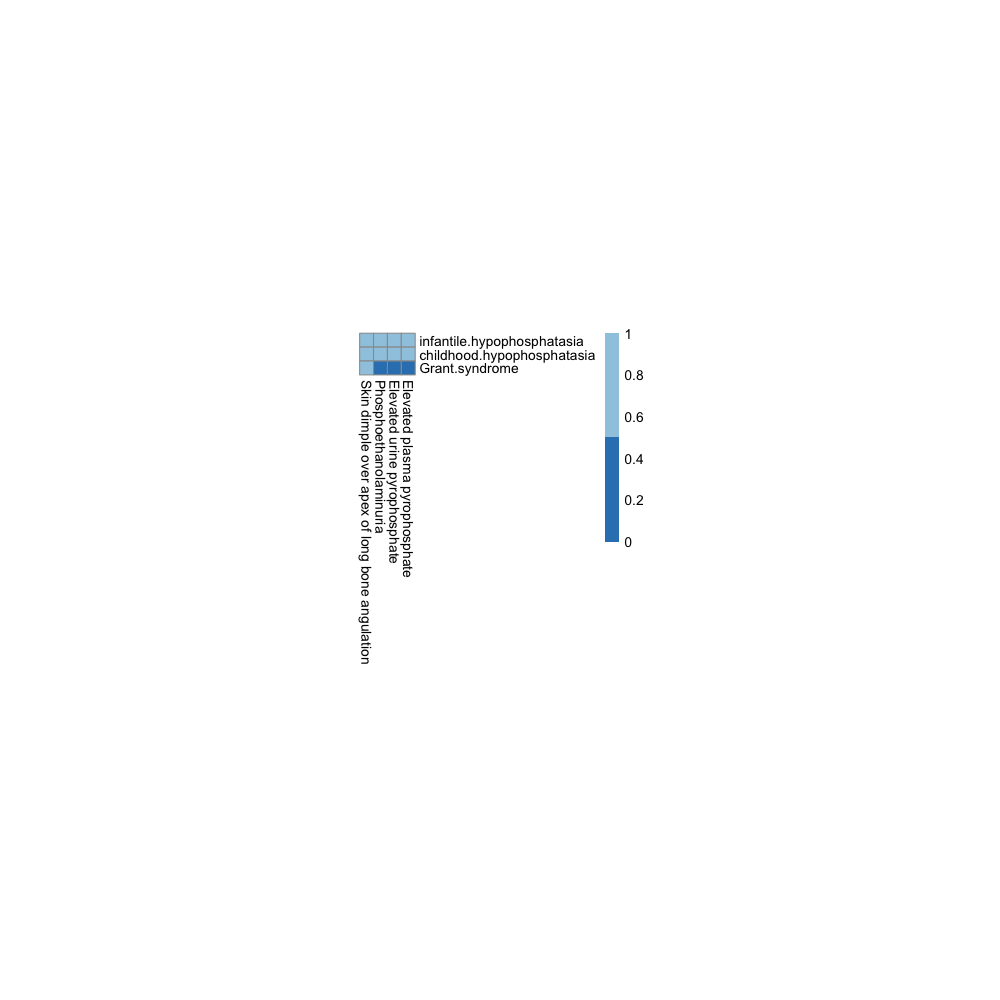 infantile.hypophosphatasia
childhood.hypophosphatasia
Grant.syndrome
Skin dimple over apex of long bone angulation
Phosphoethanolaminuria
Elevated urine pyrophosphate
Elevated plasma pyrophosphate
1
0.8
0.6
0.4
0.2
0